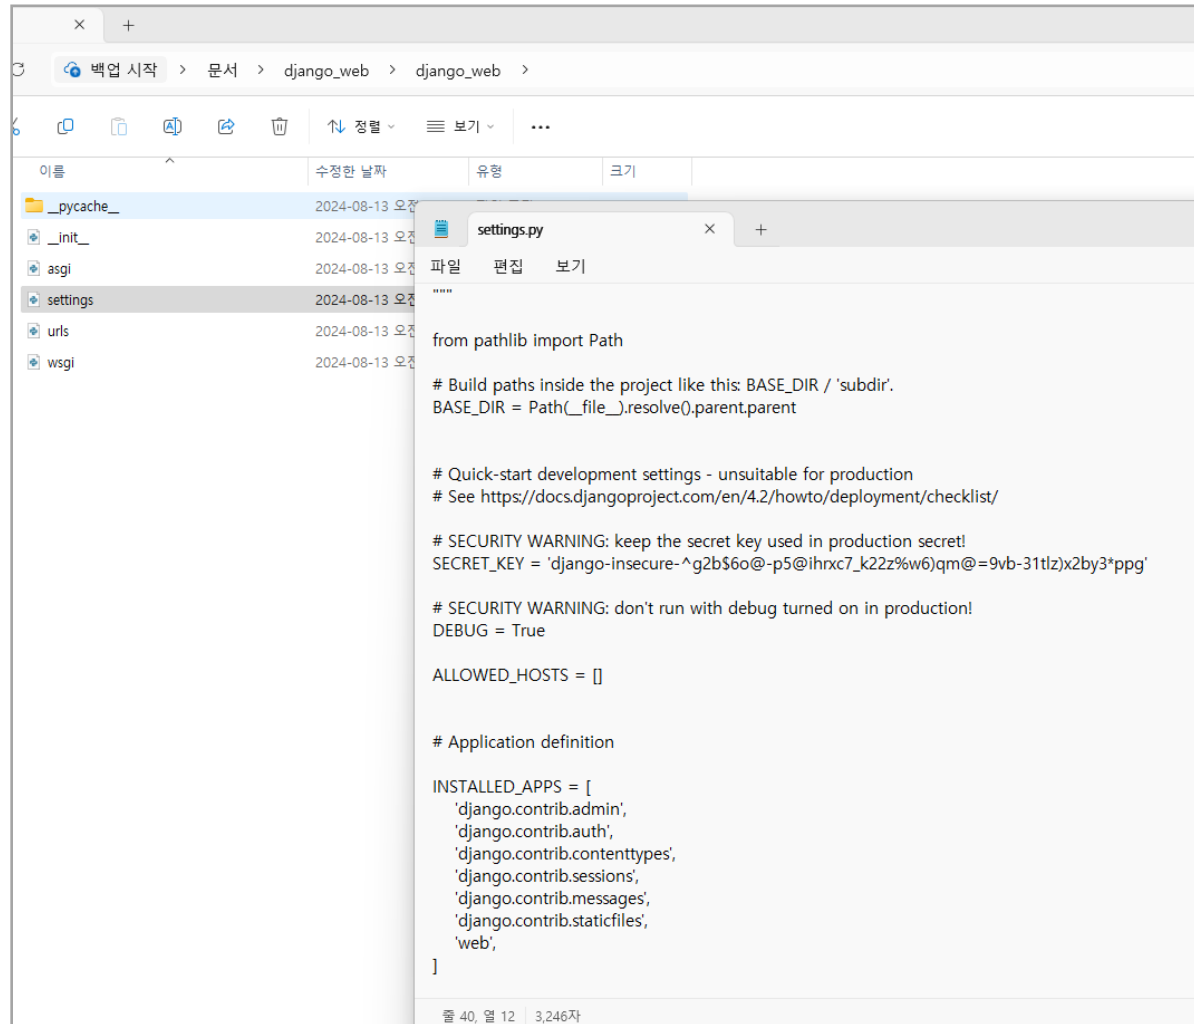 백업 시작 > 문서 > django_web > django_web >
정렬 보기
이름 수정한 날짜 유형 크기
__pycache__ 2024-08-13 오전
__init__ 2024-08-13
asgi 2024-08-13
settings 2024-08-13
urls 2024-08-13
wsgi 2024-08-13
settings.py
파일 편집 보기
"""
from pathlib import Path
# Build paths inside the project like this: BASE_DIR / 'subdir'.
BASE_DIR = Path(__file__).resolve().parent.parent
# Quick-start development settings - unsuitable for production
# See https://docs.djangoproject.com/en/4.2/howto/deployment/checklist/
# SECURITY WARNING: keep the secret key used in production secret!
SECRET_KEY = 'django-insecure-^g2b$6o@-p5@ihrxc7_k22z%w6)qm@=9vb-31tlz)x2by3*ppg'
# SECURITY WARNING: don't run with debug turned on in production!
DEBUG = True
ALLOWED_HOSTS = []
# Application definition
INSTALLED_APPS = [
'django.contrib.admin',
'django.contrib.auth',
'django.contrib.contenttypes',
'django.contrib.sessions',
'django.contrib.messages',
'django.contrib.staticfiles',
'web',
]
줄 40, 열 12 3,246자